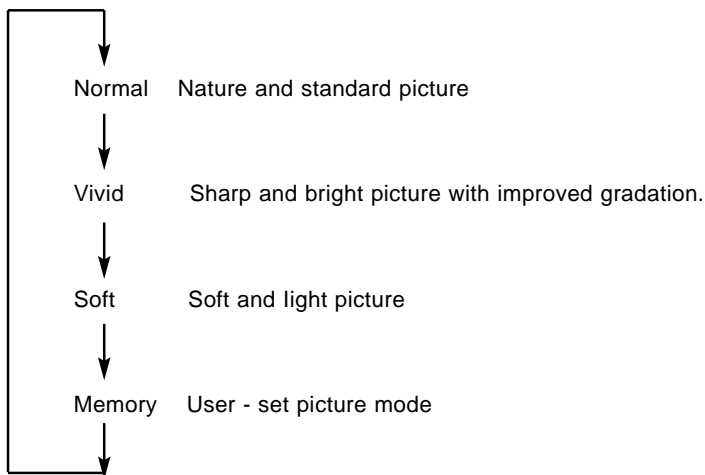 Normal Nature and standard picture
Vivid Sharp and bright picture with improved gradation.
Soft Soft and light picture
Memory User - set picture mode